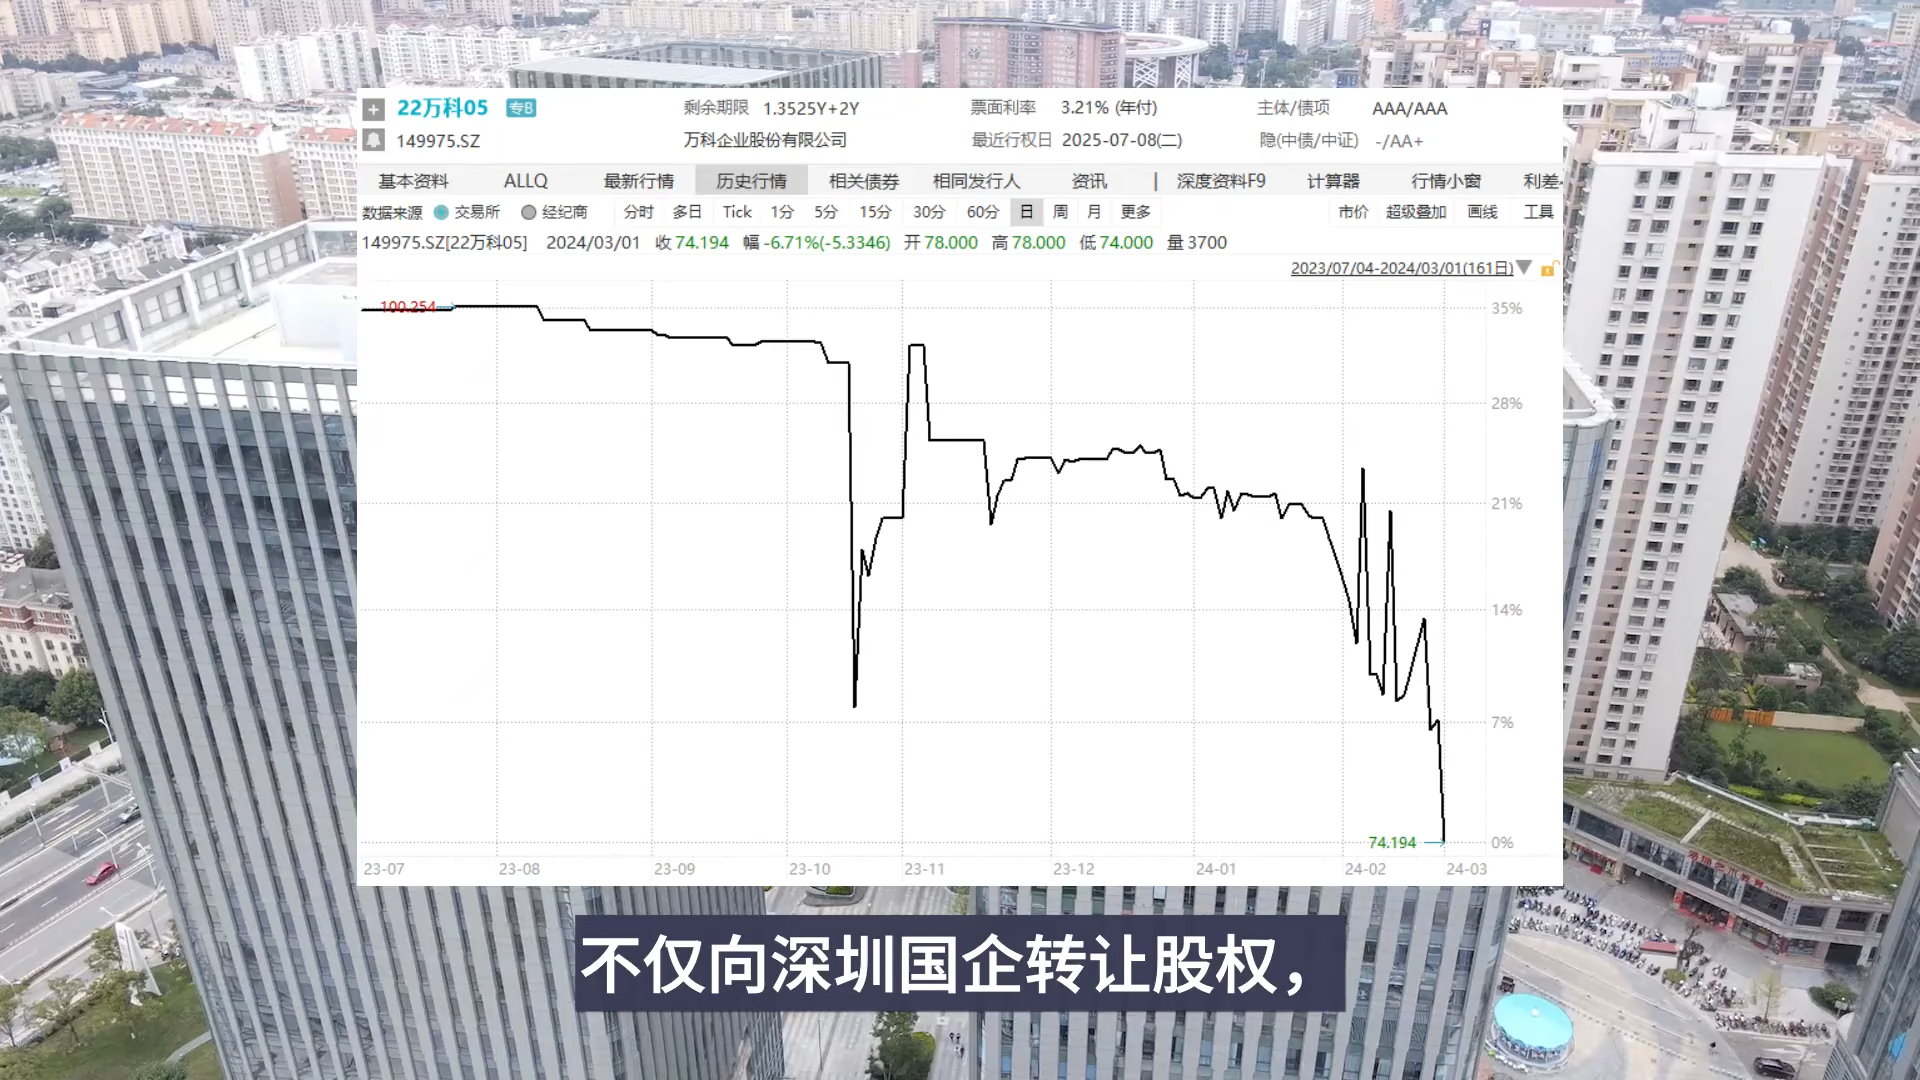 22万科05 专B 剩余期限 1.3525Y+2Y 票面利率 3.21% (年付) 主体/债项 AAA/AAA
149975.SZ 万科企业股份有限公司 最近行权日 2025-07-08(二) 隐(中债/中证) -/AA+
基本资料 ALLQ 最新行情 历史行情 相关债券 相同发行人 资讯 | 深度资料F9 计算器 行情小窗 利差
数据来源 交易所 经纪商 分时 多日 Tick 1分 5分 15分 30分 60分 日 周 月 更多 市价 超级叠加 画线 工具
149975.SZ[22万科05] 2024/03/01 收 74.194 幅 -6.71%(-5.3346) 开 78.000 高 78.000 低 74.000 量 3700
2023/07/04-2024/03/01(161日)
100.254
35%
28%
21%
14%
7%
74.194
0%
23-07 23-08 23-09 23-10 23-11 23-12 24-01 24-02 24-03
不仅向深圳国企转让股权，